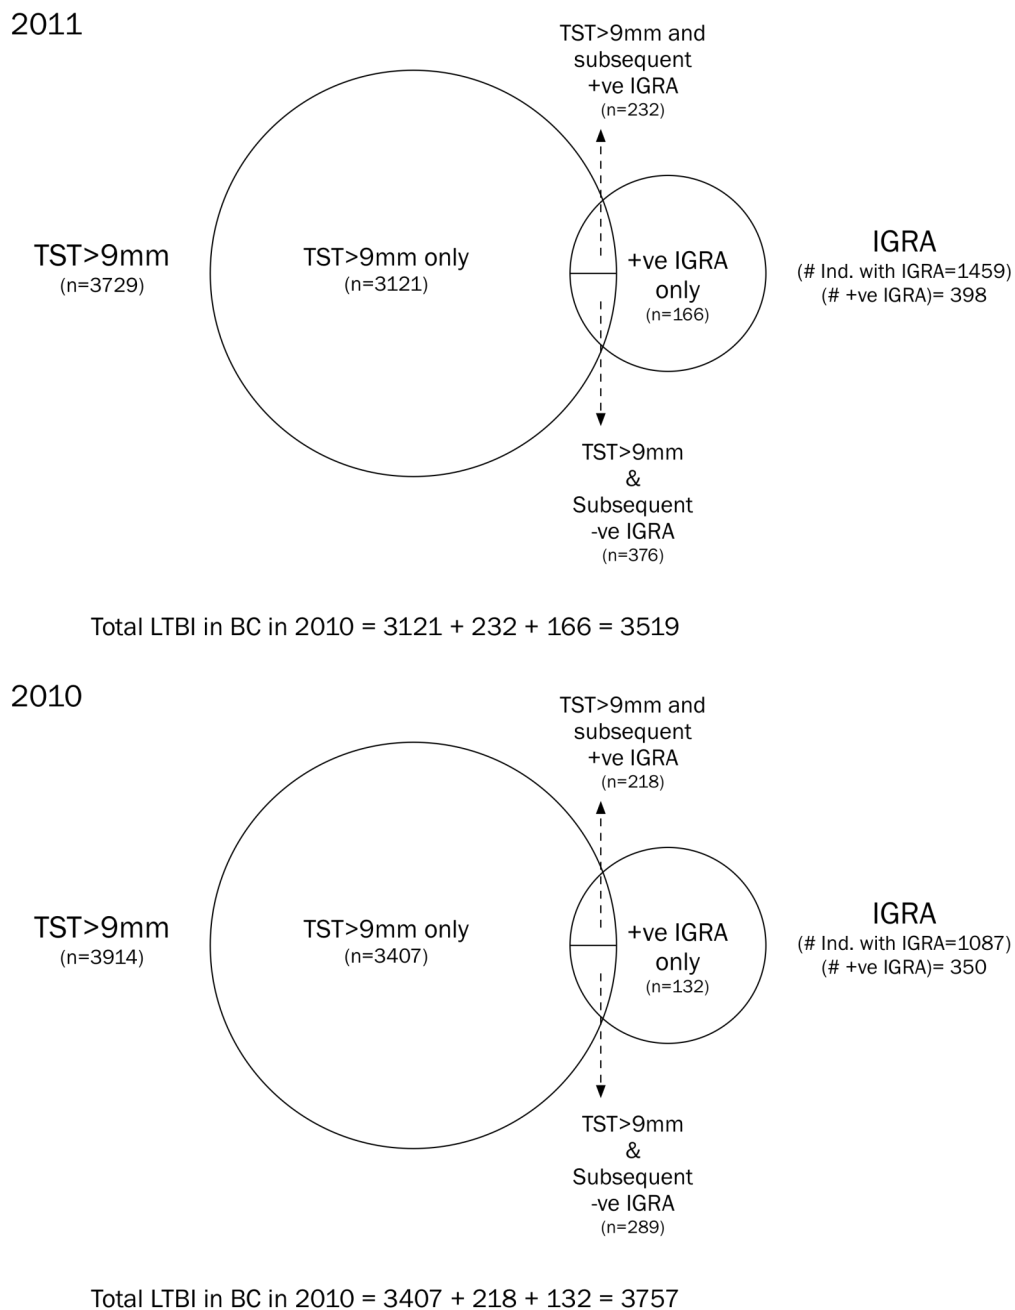 2011
TST>9mm and
subsequent
+ve IGRA
(n=232)
TST>9mm
(n=3729)
TST>9mm only
(n=3121)
+ve IGRA
only
(n=166)
IGRA
(# Ind. with IGRA=1459)
(# +ve IGRA)= 398
TST>9mm
&
Subsequent
-ve IGRA
(n=376)
Total LTBI in BC in 2010 = 3121 + 232 + 166 = 3519
2010
TST>9mm and
subsequent
+ve IGRA
(n=218)
TST>9mm
(n=3914)
TST>9mm only
(n=3407)
+ve IGRA
only
(n=132)
IGRA
(# Ind. with IGRA=1087)
(# +ve IGRA)= 350
TST>9mm
&
Subsequent
-ve IGRA
(n=289)
Total LTBI in BC in 2010 = 3407 + 218 + 132 = 3757